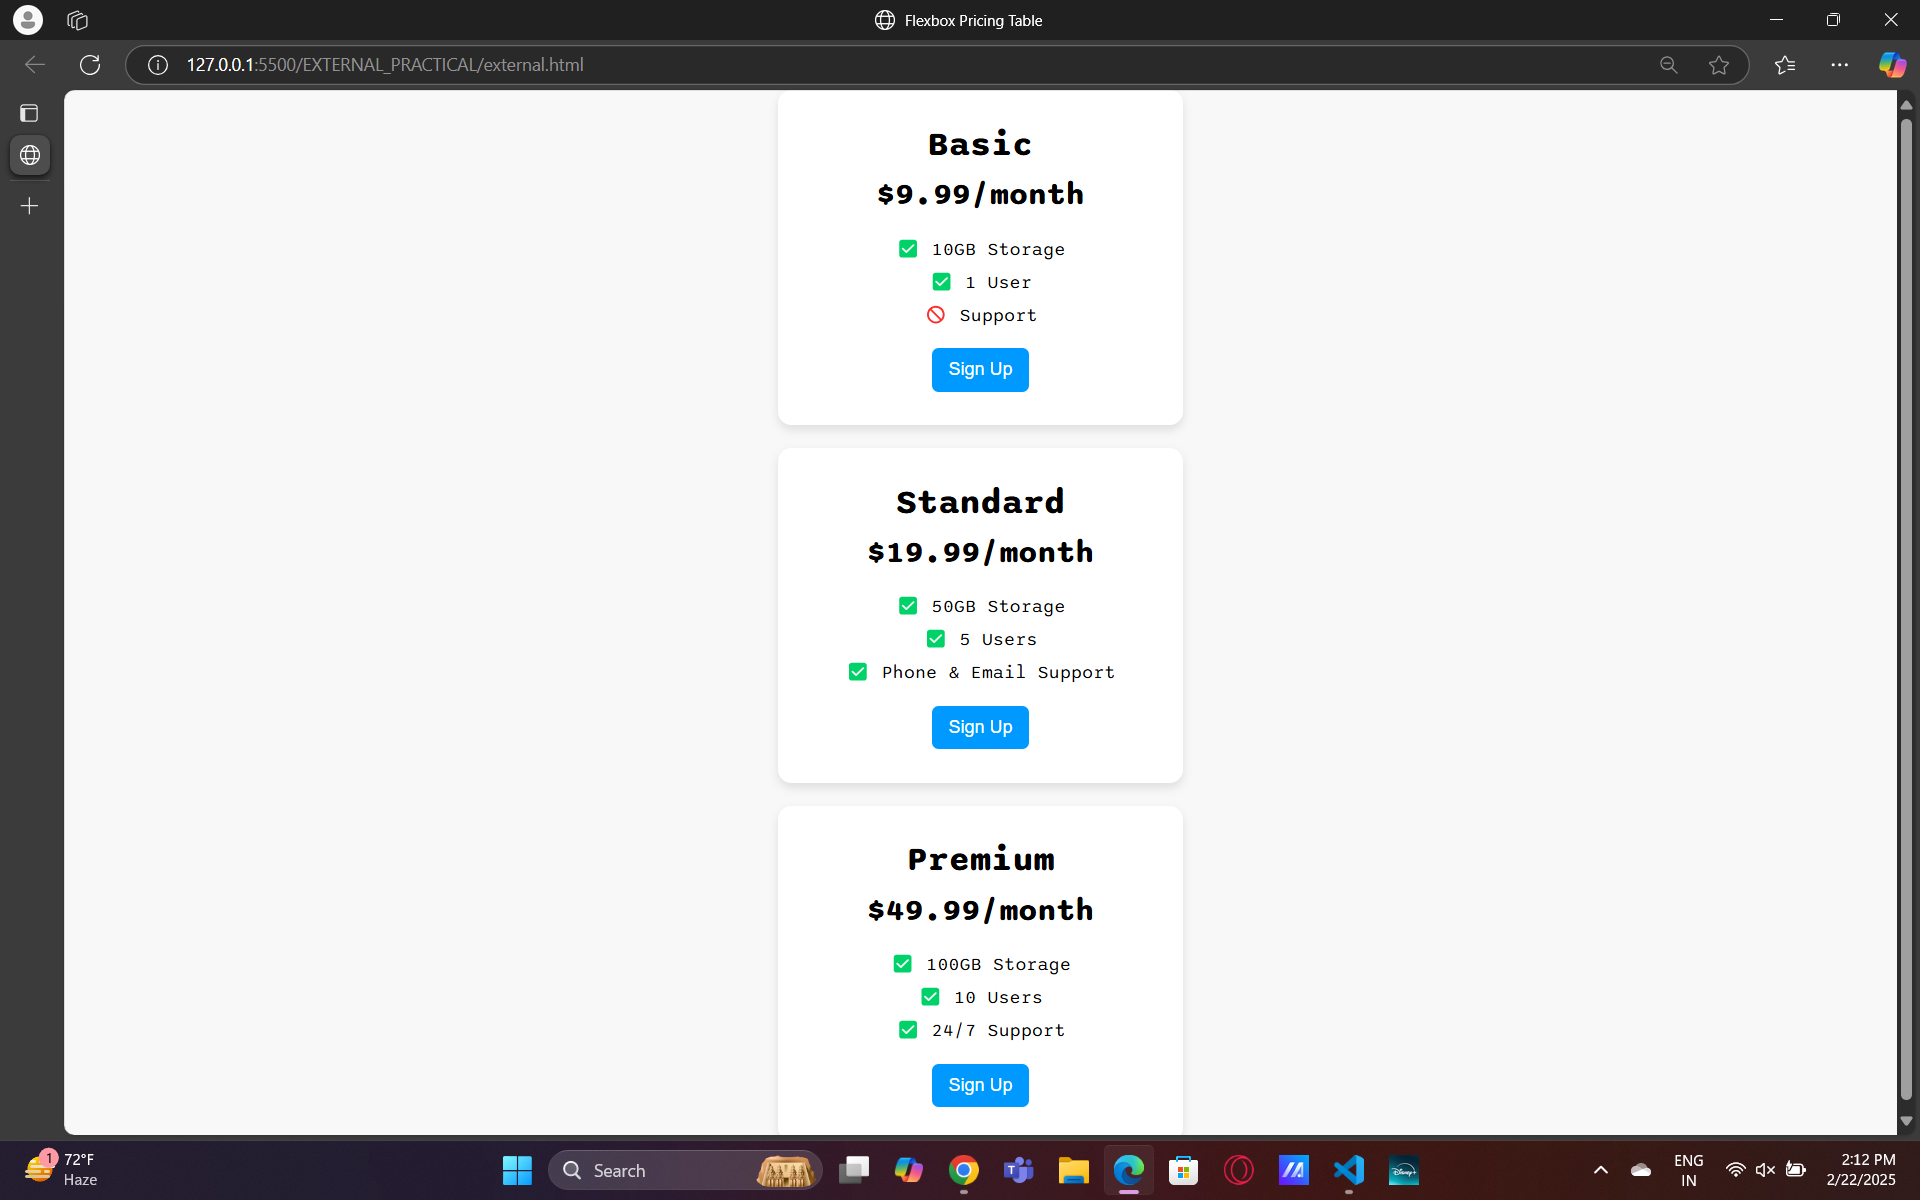 Flexbox Pricing Table
127.0.0.1:5500/EXTERNAL_PRACTICAL/external.html
Basic
$9.99/month
10GB Storage
1 User
Support
Sign Up
Standard
$19.99/month
50GB Storage
5 Users
Phone & Email Support
Sign Up
Premium
$49.99/month
100GB Storage
10 Users
24/7 Support
Sign Up
1
72°F
Haze
Search
T
Disney+
ENG
IN
2:12 PM
2/22/2025